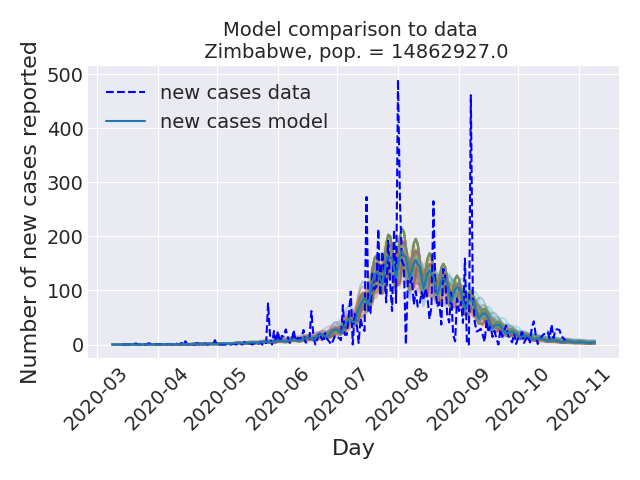 Model comparison to data
Zimbabwe, pop. = 14862927.0
Number of new cases reported
500
400
300
200
100
0
new cases data
new cases model
2020-03
2020-04
2020-05
2020-06
2020-07
2020-08
2020-09
2020-10
2020-11
Day